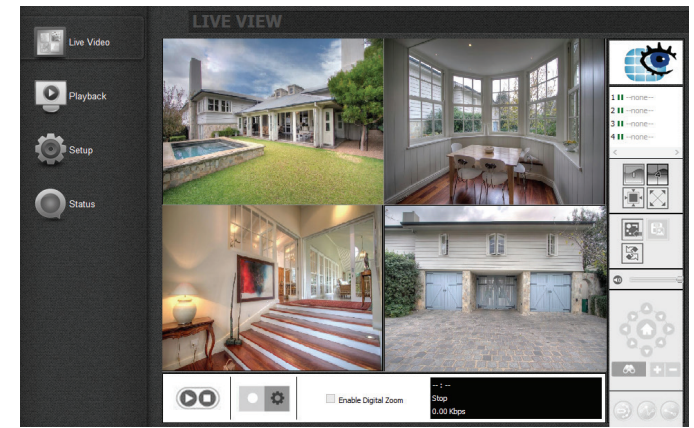 LIVE VIEW
Live Video
Playback
Setup
Status
1 --none--
2 --none--
3 --none--
4 --none--
Enable Digital Zoom
-- : --
Stop
0.00 Kbps